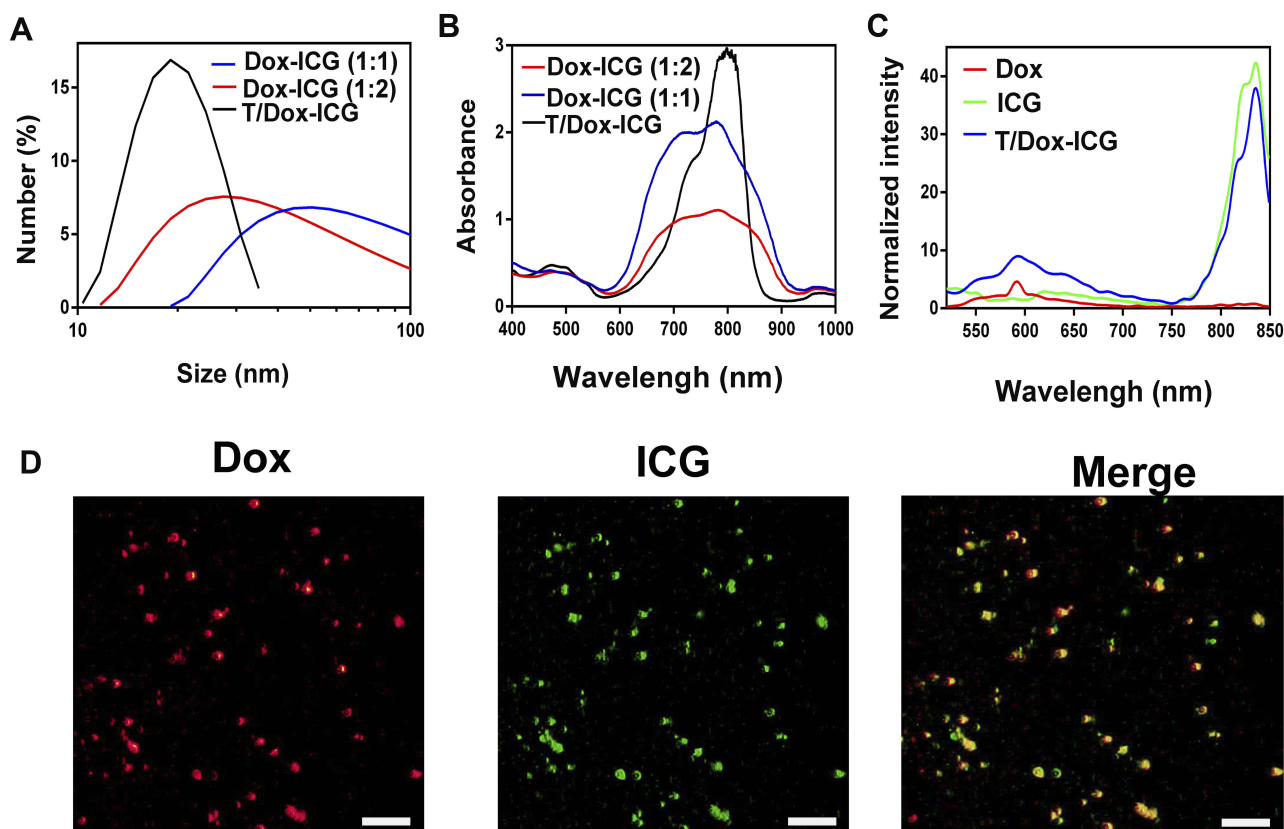 A
Dox-ICG (1:1)
Dox-ICG (1:2)
T/Dox-ICG
Number (%)
15
10
5
0
10
100
Size (nm)
B
Dox-ICG (1:2)
Dox-ICG (1:1)
T/Dox-ICG
Absorbance
3
2
1
0
400 500 600 700 800 900 1000
Wavelengh (nm)
C
Dox
ICG
T/Dox-ICG
Normalized intensity
40
30
20
10
0
550 600 650 700 750 800 850
Wavelengh (nm)
D
Dox
ICG
Merge